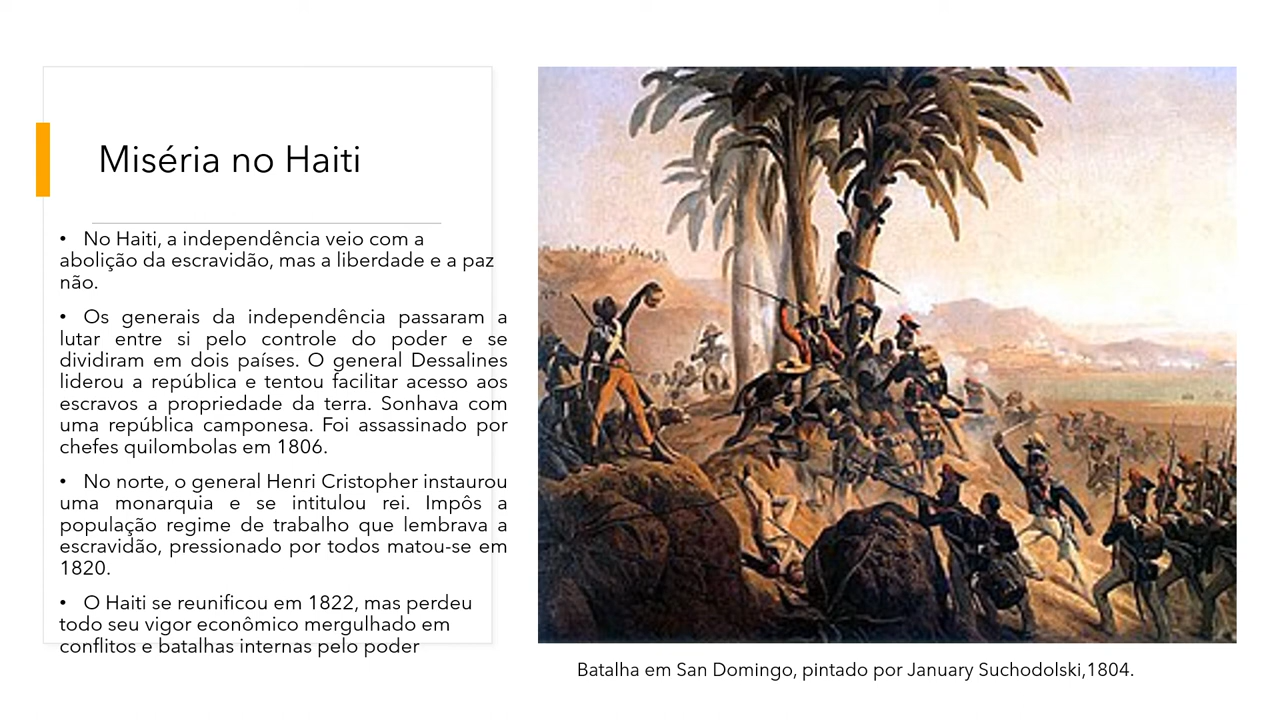 Miséria no Haiti
• No Haiti, a independência veio com a
abolição da escravidão, mas a liberdade e a paz
não.
• Os generais da independência passaram a
lutar entre si pelo controle do poder e se
dividiram em dois países. O general Dessalines
liderou a república e tentou facilitar acesso aos
escravos a propriedade da terra. Sonhava com
uma república camponesa. Foi assassinado por
chefes quilombolas em 1806.
• No norte, o general Henri Cristopher instaurou
uma monarquia e se intitulou rei. Impôs a
população regime de trabalho que lembrava a
escravidão, pressionado por todos matou-se em
1820.
• O Haiti se reunificou em 1822, mas perdeu
todo seu vigor econômico mergulhado em
conflitos e batalhas internas pelo poder
Batalha em San Domingo, pintado por January Suchodolski,1804.